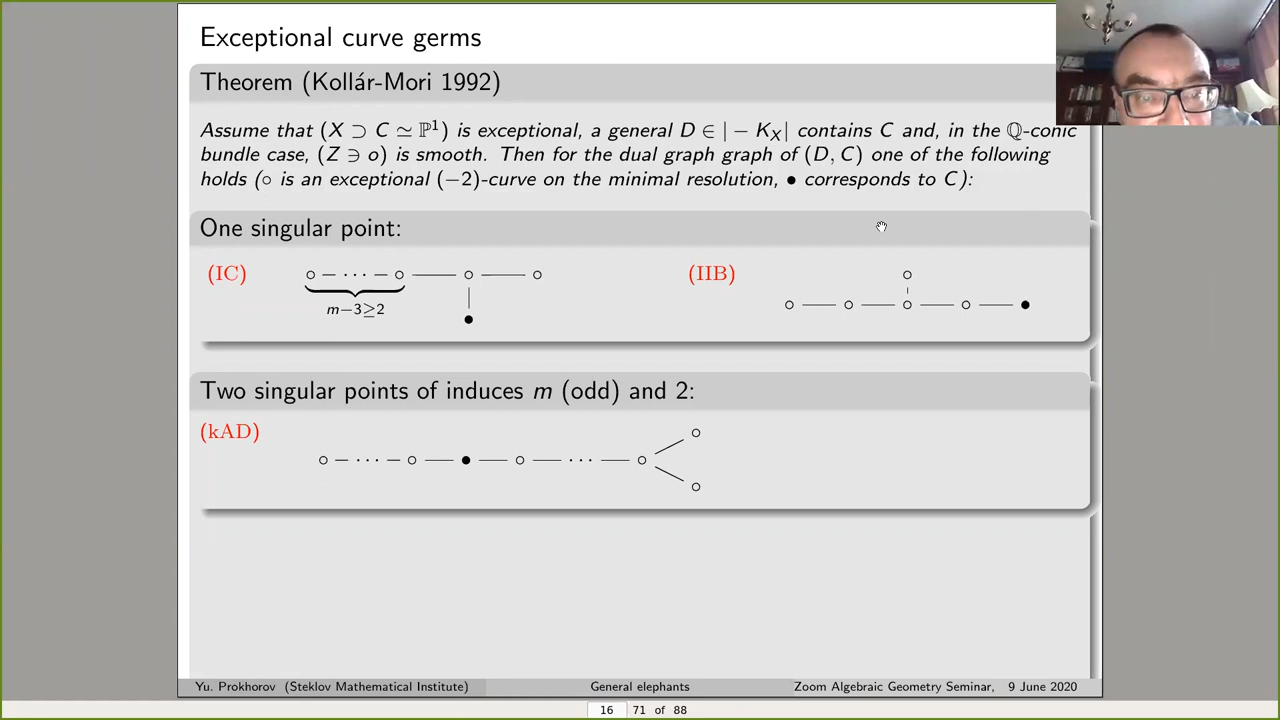 Exceptional curve germs
Theorem (Kollár-Mori 1992)
Assume that (X ⊃ C ≃ ℙ¹) is exceptional, a general D ∈ | − K_X| contains C and, in the ℚ-conic
bundle case, (Z ∋ o) is smooth. Then for the dual graph graph of (D, C) one of the following
holds (○ is an exceptional (−2)-curve on the minimal resolution, ● corresponds to C):
One singular point:
(IC)
m−3≥2
(IIB)
Two singular points of induces m (odd) and 2:
(kAD)
Yu. Prokhorov (Steklov Mathematical Institute) General elephants Zoom Algebraic Geometry Seminar, 9 June 2020
16 71 of 88